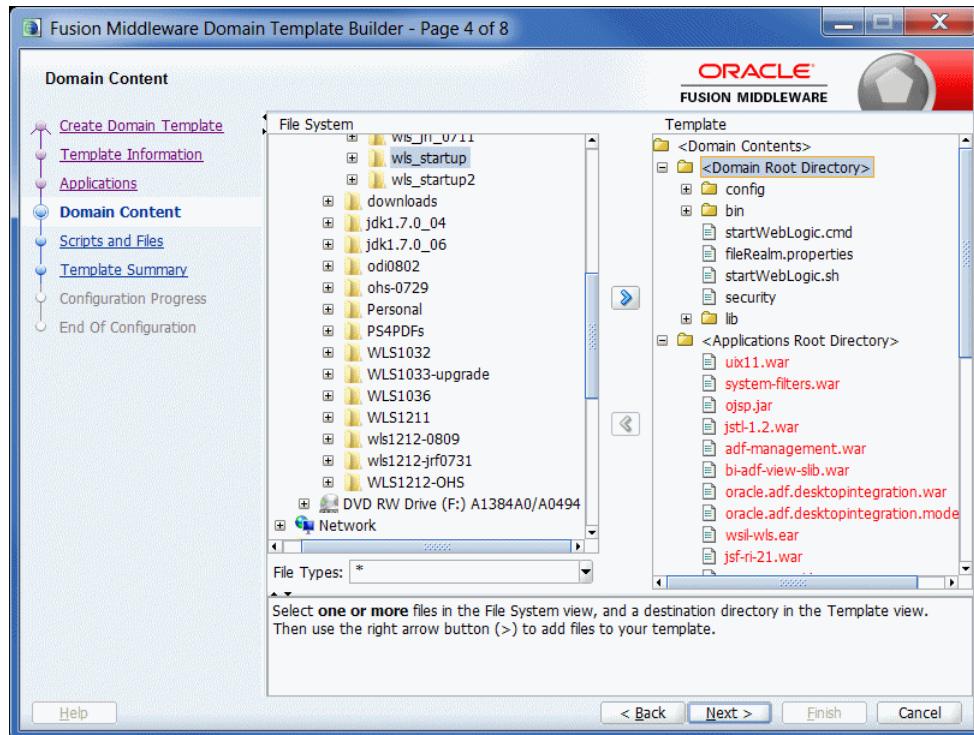 Fusion Middleware Domain Template Builder - Page 4 of 8
Domain Content
ORACLE
FUSION MIDDLEWARE
Create Domain Template
Template Information
Applications
Domain Content
Scripts and Files
Template Summary
Configuration Progress
End Of Configuration
File System
wls_jrf_0711
wls_startup
wls_startup2
downloads
jdk1.7.0_04
jdk1.7.0_06
odi0802
ohs-0729
Personal
PS4PDFs
WLS1032
WLS1033-upgrade
WLS1036
WLS1211
wls1212-0809
wls1212-jrf0731
WLS1212-OHS
DVD RW Drive (F:) A1384A0/A0494
Network
File Types: *
Template
<Domain Contents>
<Domain Root Directory>
config
bin
startWebLogic.cmd
fileRealm.properties
startWebLogic.sh
security
lib
<Applications Root Directory>
uix11.war
system-filters.war
ojsp.jar
jstl-1.2.war
adf-management.war
bi-adf-view-slib.war
oracle.adf.desktopintegration.war
oracle.adf.desktopintegration.mode
wsil-wls.ear
jsf-ri-21.war
Select one or more files in the File System view, and a destination directory in the Template view.
Then use the right arrow button (>) to add files to your template.
Help
< Back
Next >
Finish
Cancel